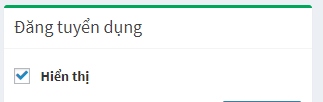 Đăng tuyển dụng
Hiển thị